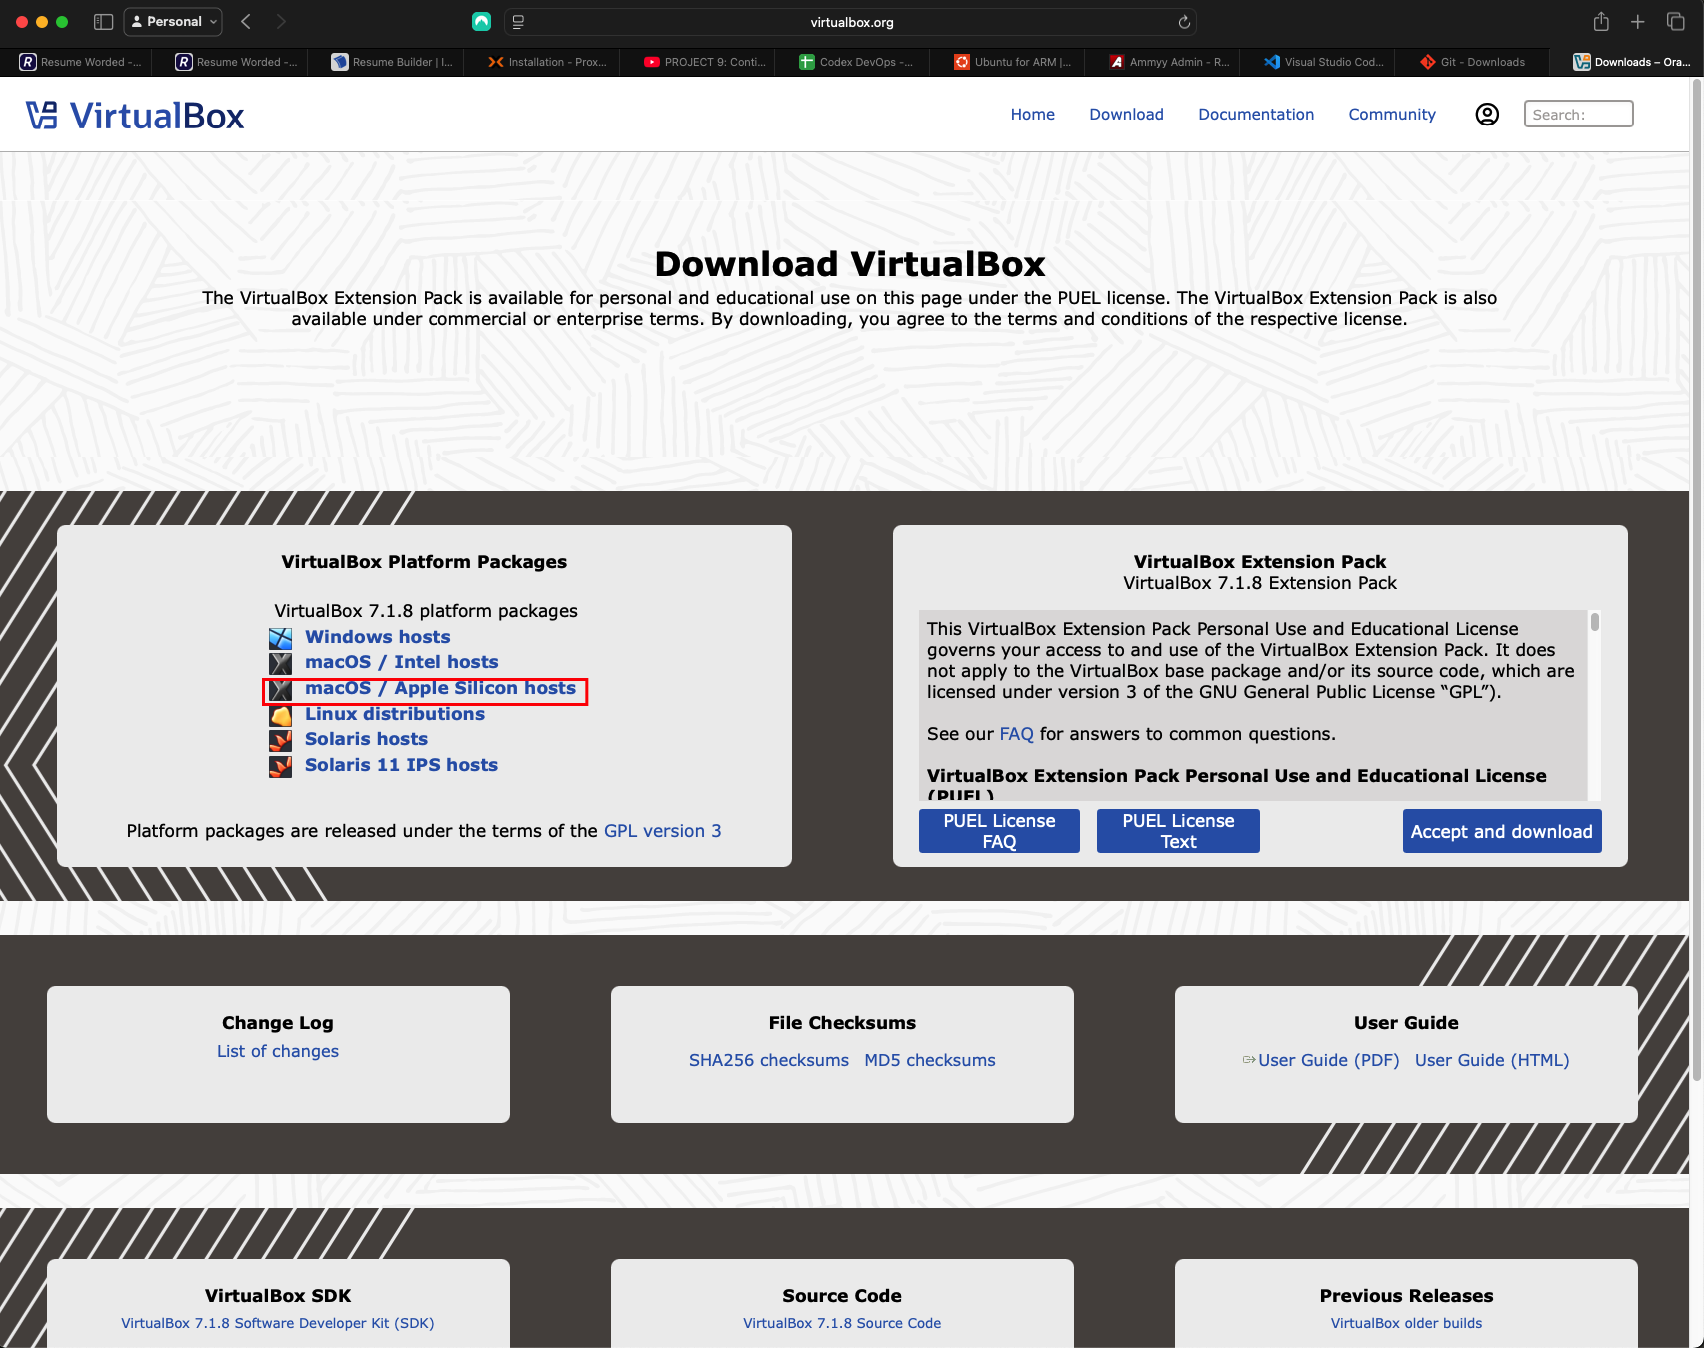 Personal
virtualbox.org
Resume Worded -...
Resume Worded -...
Resume Builder | I...
Installation - Prox...
PROJECT 9: Conti...
Codex DevOps -...
Ubuntu for ARM |...
Ammyy Admin - R...
Visual Studio Cod...
Git - Downloads
Downloads – Ora...
VirtualBox
Home
Download
Documentation
Community
Search:
Download VirtualBox
The VirtualBox Extension Pack is available for personal and educational use on this page under the PUEL license. The VirtualBox Extension Pack is also
available under commercial or enterprise terms. By downloading, you agree to the terms and conditions of the respective license.
VirtualBox Platform Packages
VirtualBox 7.1.8 platform packages
Windows hosts
macOS / Intel hosts
macOS / Apple Silicon hosts
Linux distributions
Solaris hosts
Solaris 11 IPS hosts
Platform packages are released under the terms of the GPL version 3
VirtualBox Extension Pack
VirtualBox 7.1.8 Extension Pack
This VirtualBox Extension Pack Personal Use and Educational License
governs your access to and use of the VirtualBox Extension Pack. It does
not apply to the VirtualBox base package and/or its source code, which are
licensed under version 3 of the GNU General Public License “GPL”).
See our FAQ for answers to common questions.
VirtualBox Extension Pack Personal Use and Educational License
(PUEL)
PUEL License
FAQ
PUEL License
Text
Accept and download
Change Log
List of changes
File Checksums
SHA256 checksums MD5 checksums
User Guide
User Guide (PDF) User Guide (HTML)
VirtualBox SDK
VirtualBox 7.1.8 Software Developer Kit (SDK)
Source Code
VirtualBox 7.1.8 Source Code
Previous Releases
VirtualBox older builds